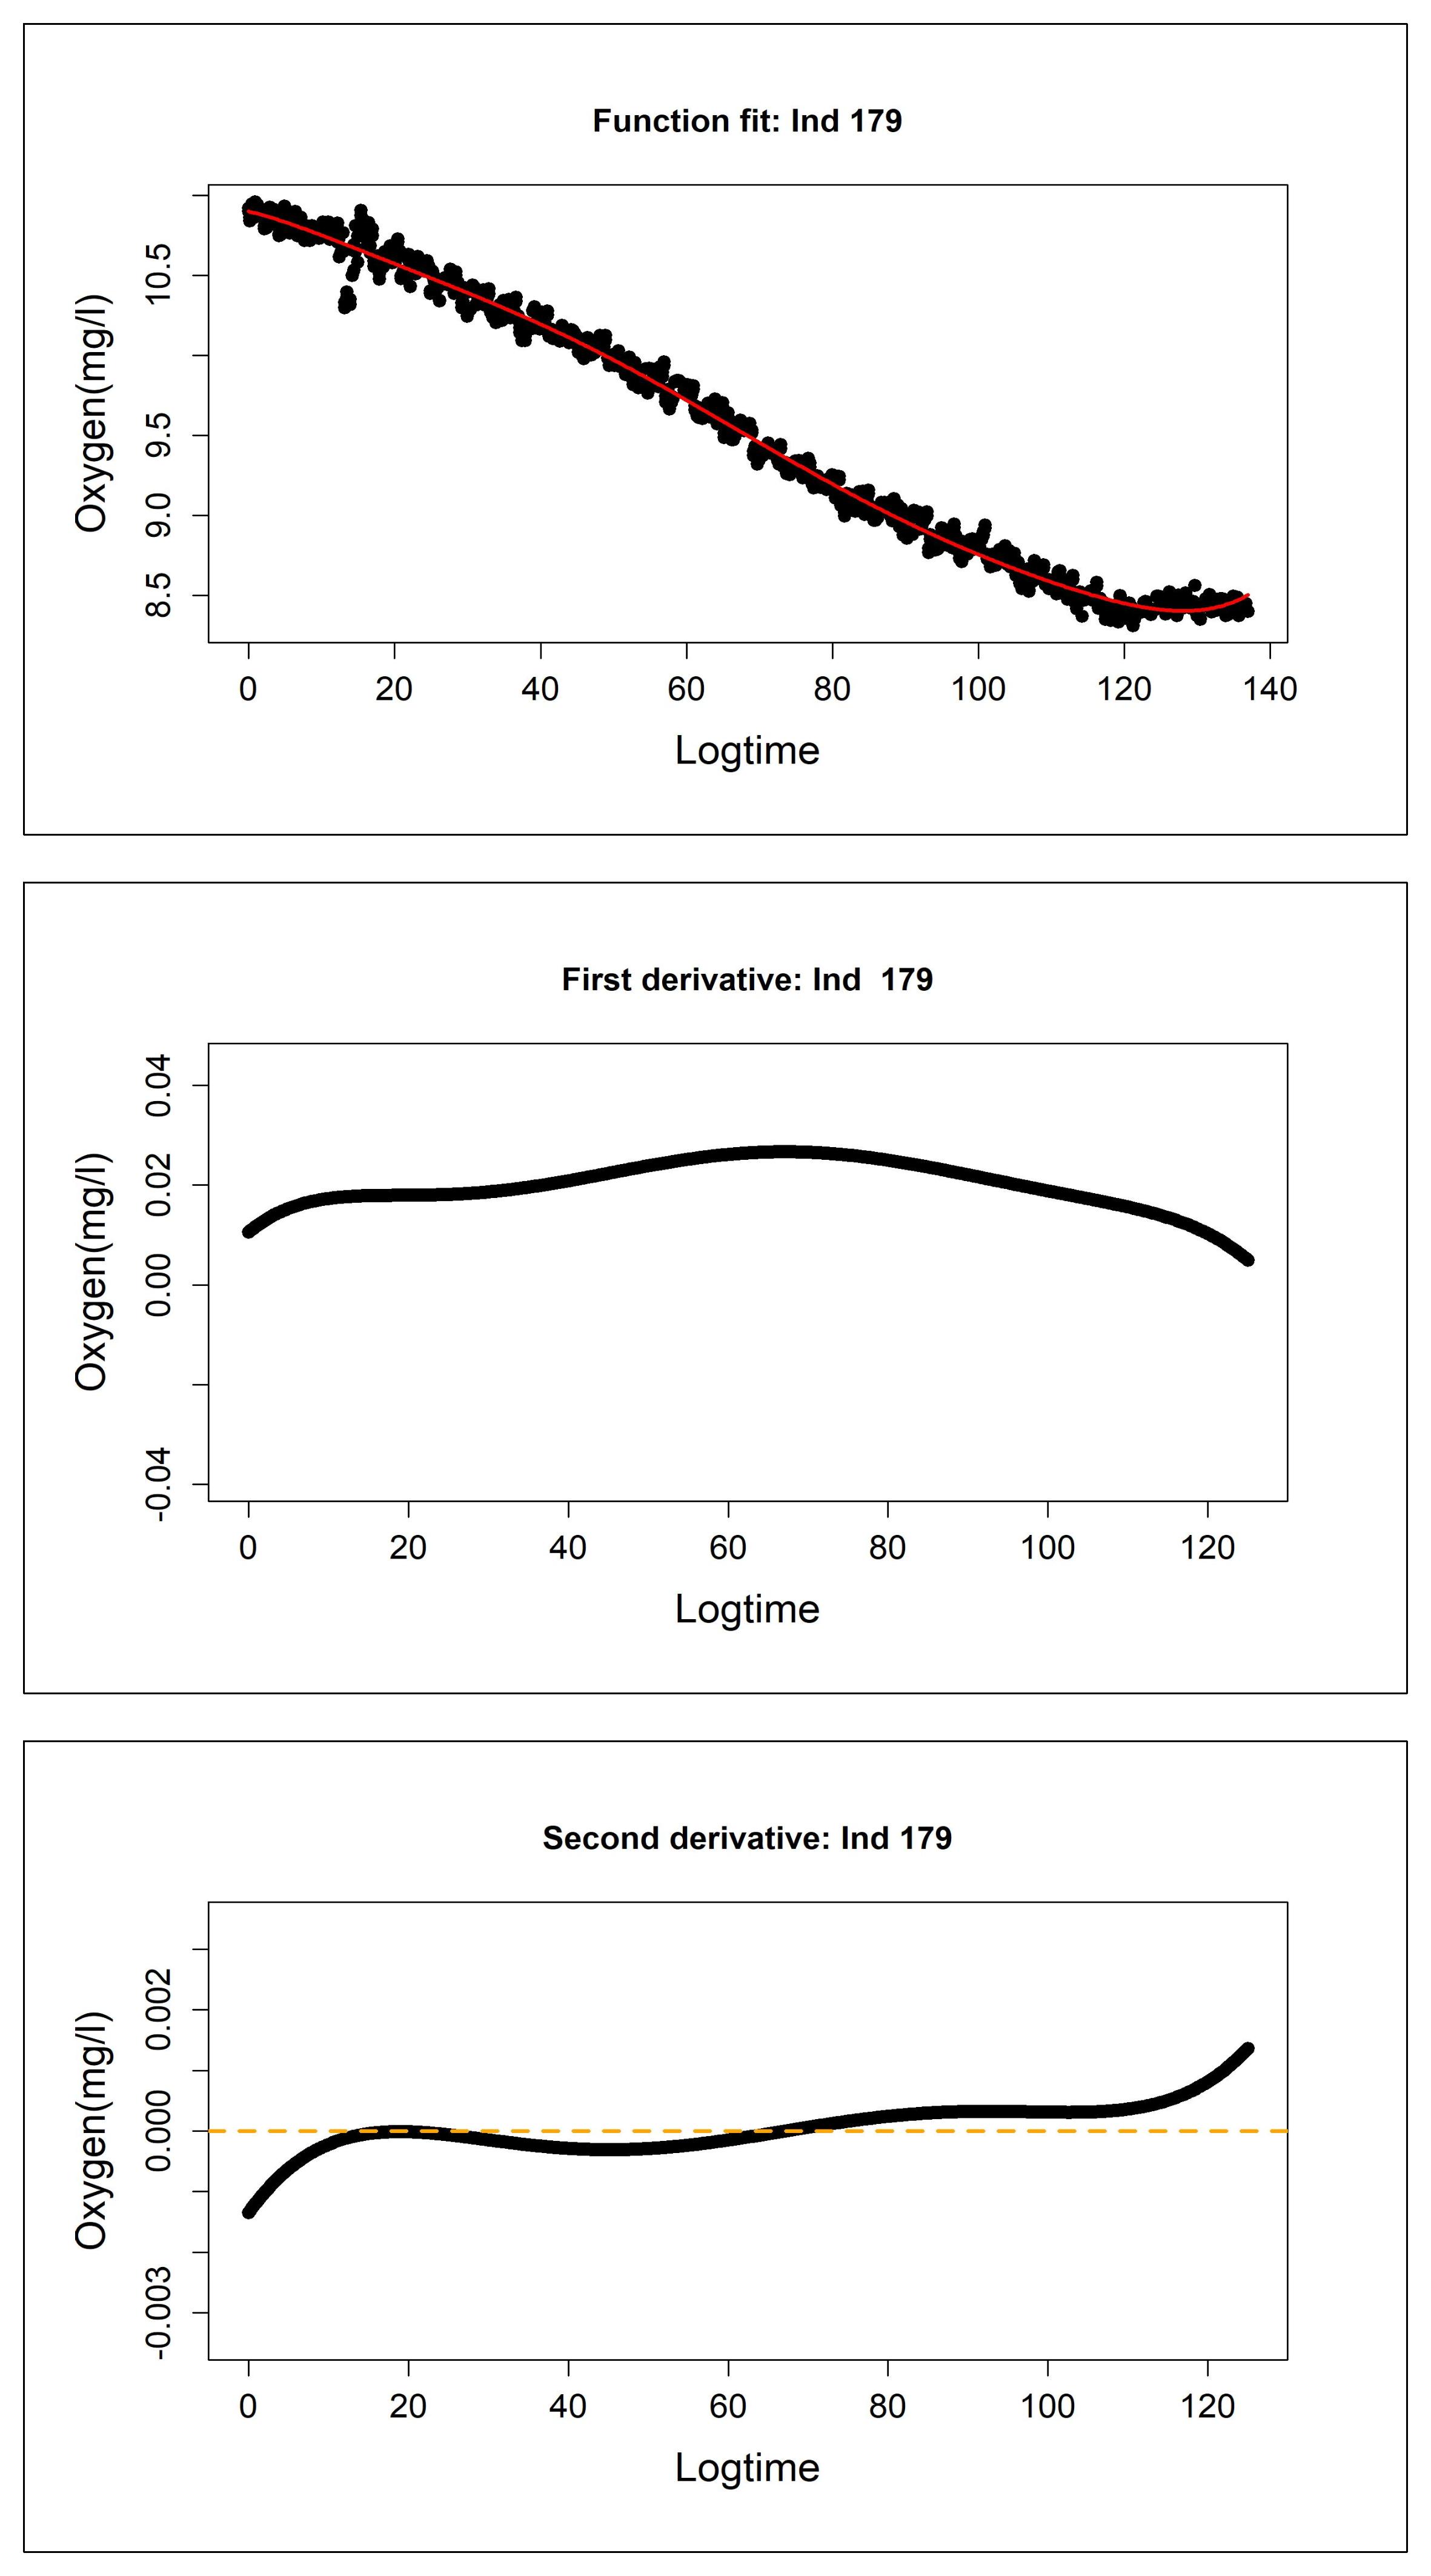 Function fit: Ind 179
10.5
9.5
9.0
8.5
Oxygen(mg/l)
0 20 40 60 80 100 120 140
Logtime
First derivative: Ind  179
0.04
0.02
0.00
-0.04
Oxygen(mg/l)
0 20 40 60 80 100 120
Logtime
Second derivative: Ind 179
0.002
0.000
-0.003
Oxygen(mg/l)
0 20 40 60 80 100 120
Logtime